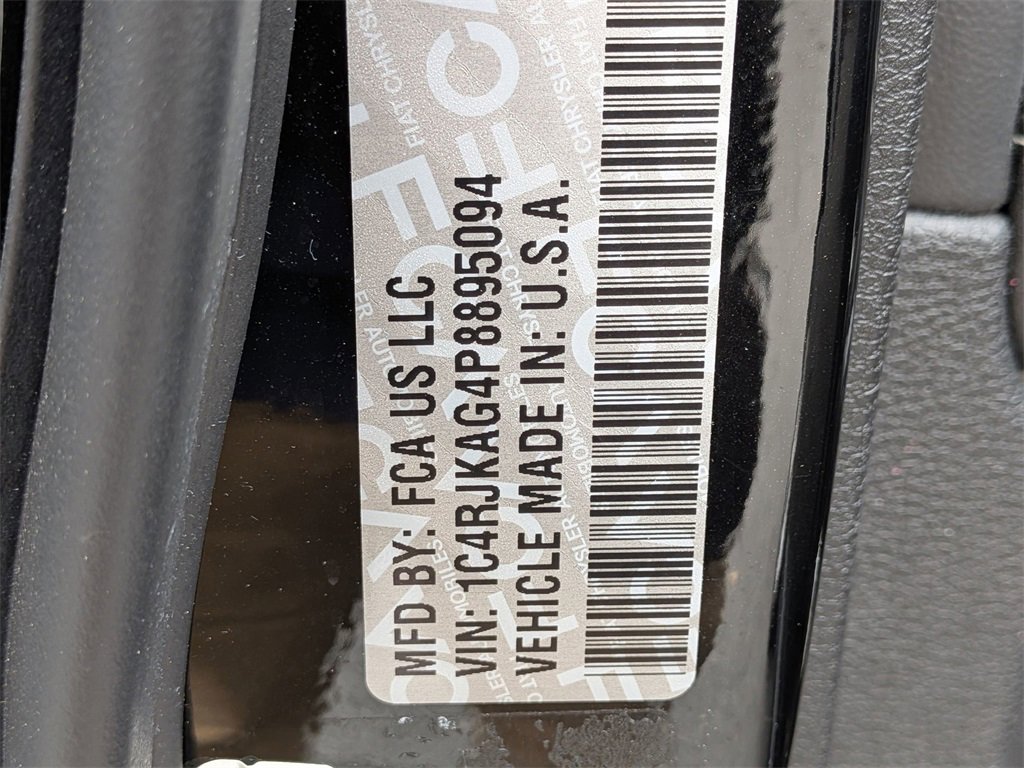 MFD BY: FCA US LLC
VIN: 1C4RJKAG4P8895094
VEHICLE MADE IN: U.S.A.